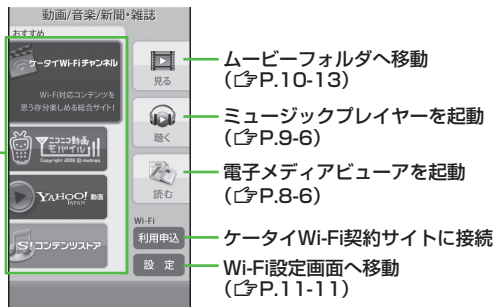 動画/音楽/新聞・雑誌
おすすめ
ケータイWi-Fiチャンネル
Wi-Fi対応コンテンツを
思う存分楽しめる総合サイト!
ニコニコ動画
モバイル
YAHOO! 動画
JAPAN
S!コンテンツストア
見る
聴く
読む
Wi-Fi
利用申込
設 定
ムービーフォルダへ移動
(☞P.10-13)
ミュージックプレイヤーを起動
(☞P.9-6)
電子メディアビューアを起動
(☞P.8-6)
ケータイWi-Fi契約サイトに接続
Wi-Fi設定画面へ移動
(☞P.11-11)